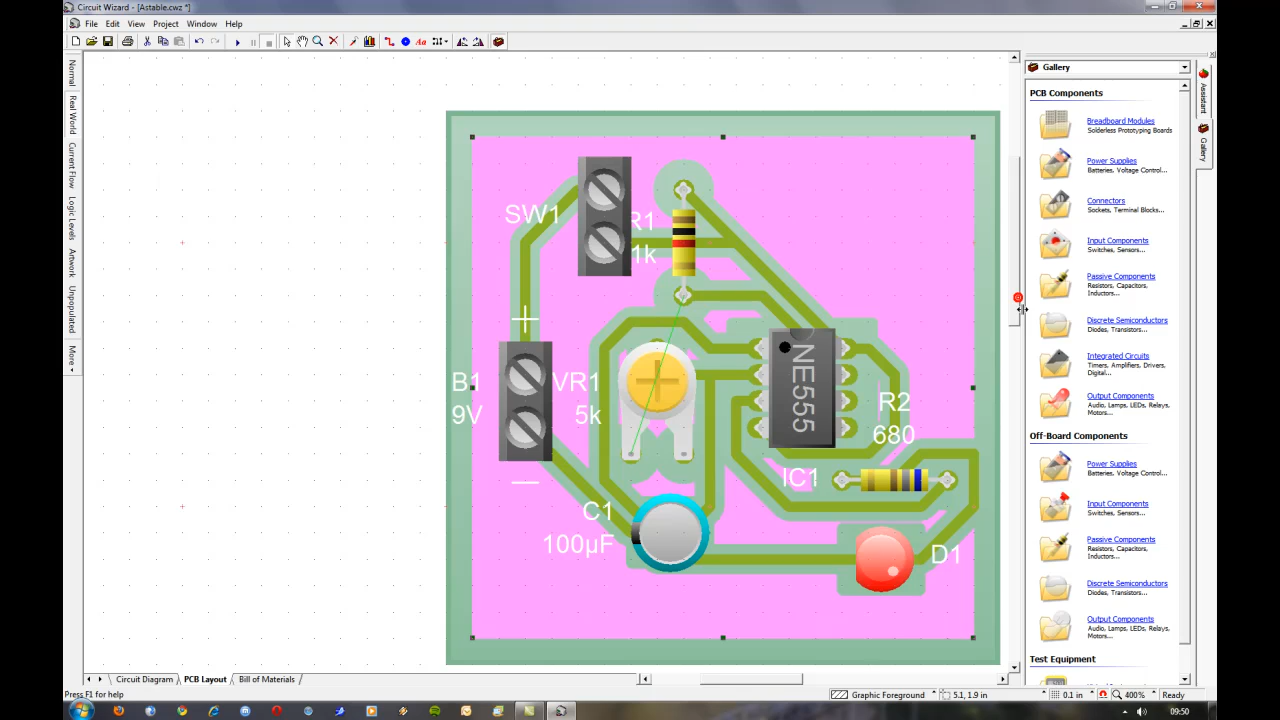 Circuit Wizard - [Astable.cwz *]
File Edit View Project Window Help
Aa
Normal
Real World
Current Flow
Logic Levels
Artwork
Unpopulated
More
SW1
R1
1k
B1
9V
VR1
5k
NE555
R2
680
IC1
C1
100µF
D1
Gallery
PCB Components
Breadboard Modules
Solderless Prototyping Boards
Power Supplies
Batteries, Voltage Control...
Connectors
Sockets, Terminal Blocks...
Input Components
Switches, Sensors...
Passive Components
Resistors, Capacitors,
Inductors...
Discrete Semiconductors
Diodes, Transistors...
Integrated Circuits
Timers, Amplifiers, Drivers,
Digital...
Output Components
Audio, Lamps, LEDs, Relays,
Motors...
Off-Board Components
Power Supplies
Batteries, Voltage Control...
Input Components
Switches, Sensors...
Passive Components
Resistors, Capacitors,
Inductors...
Discrete Semiconductors
Diodes, Transistors...
Output Components
Audio, Lamps, LEDs, Relays,
Motors...
Test Equipment
Assistant
Gallery
Circuit Diagram PCB Layout Bill of Materials
Press F1 for help
Graphic Foreground 5.1, 1.9 in 0.1 in 400% Ready
09:50